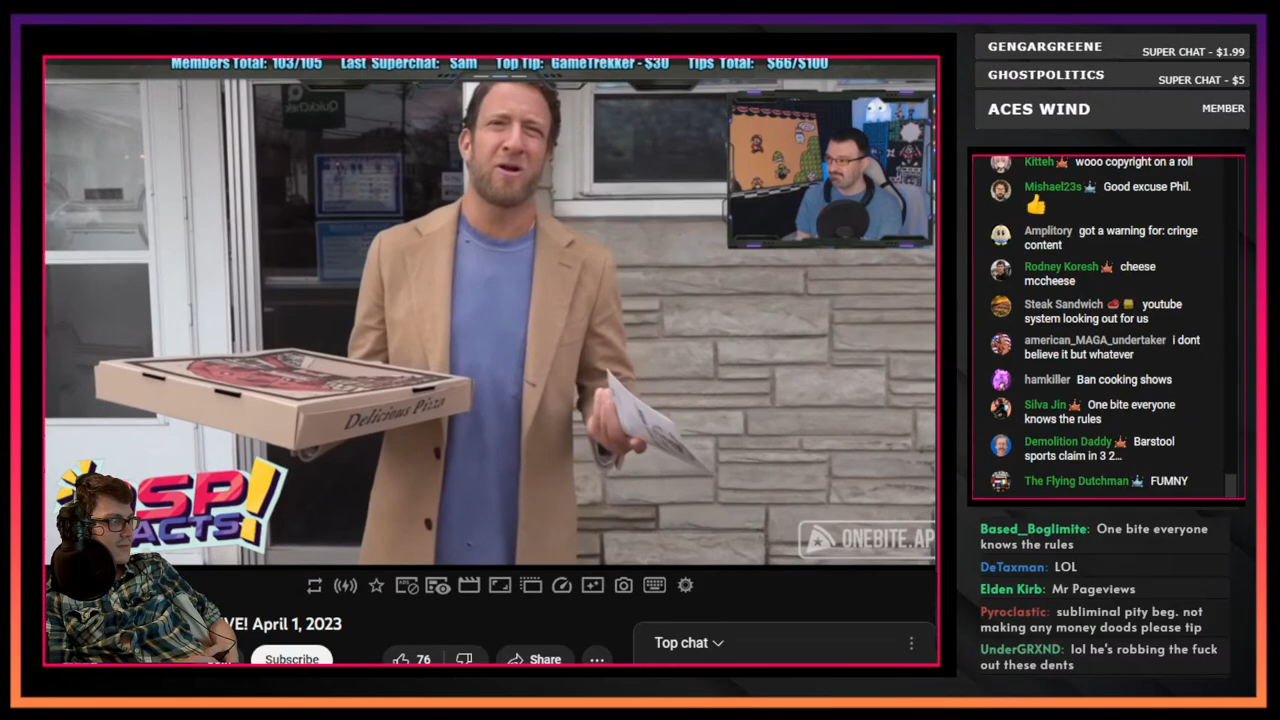 Members Total: 103/105 Last Superchat: Sam Top Tip: GameTrekker - $30 Tips Total: $66/$100
QuickChek
Delicious Pizza
DSP
REACTS!
ONEBITE.AP
VE! April 1, 2023
Subscribe
76
Share
Top chat
GENGARGREENE SUPER CHAT - $1.99
GHOSTPOLITICS SUPER CHAT - $5
ACES WIND MEMBER
Kitteh wooo copyright on a roll
Mishael23s Good excuse Phil.
Amplitory got a warning for: cringe
content
Rodney Koresh cheese
mccheese
Steak Sandwich youtube
system looking out for us
american_MAGA_undertaker i dont
believe it but whatever
hamkiller Ban cooking shows
Silva Jin One bite everyone
knows the rules
Demolition Daddy Barstool
sports claim in 3 2...
The Flying Dutchman FUMNY
Based__Boglimite: One bite everyone
knows the rules
DeTaxman: LOL
Elden Kirb: Mr Pageviews
Pyroclastic: subliminal pity beg. not
making any money doods please tip
UnderGRXND: lol he's robbing the fuck
out these dents